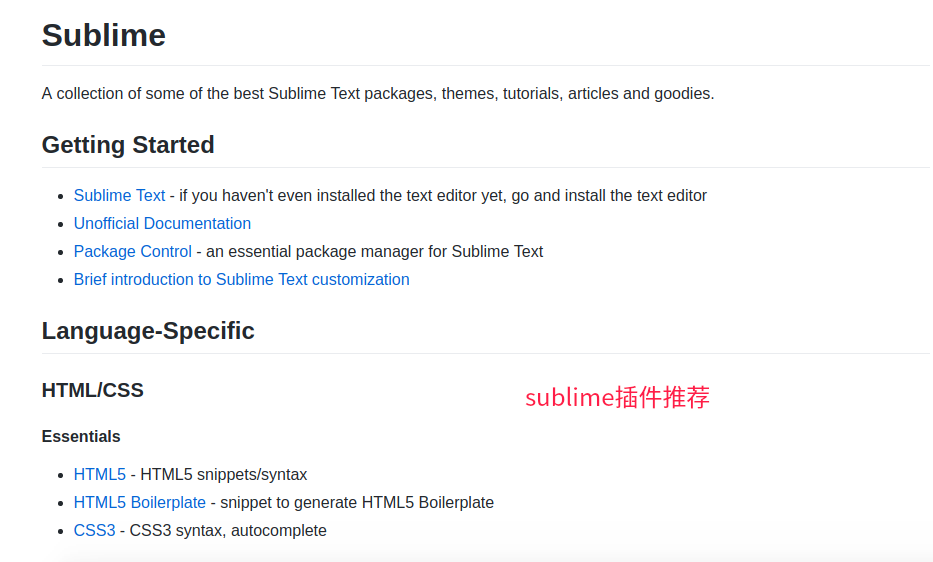 Sublime
A collection of some of the best Sublime Text packages, themes, tutorials, articles and goodies.
Getting Started
Sublime Text - if you haven't even installed the text editor yet, go and install the text editor
Unofficial Documentation
Package Control - an essential package manager for Sublime Text
Brief introduction to Sublime Text customization
Language-Specific
HTML/CSS
sublime插件推荐
Essentials
HTML5 - HTML5 snippets/syntax
HTML5 Boilerplate - snippet to generate HTML5 Boilerplate
CSS3 - CSS3 syntax, autocomplete